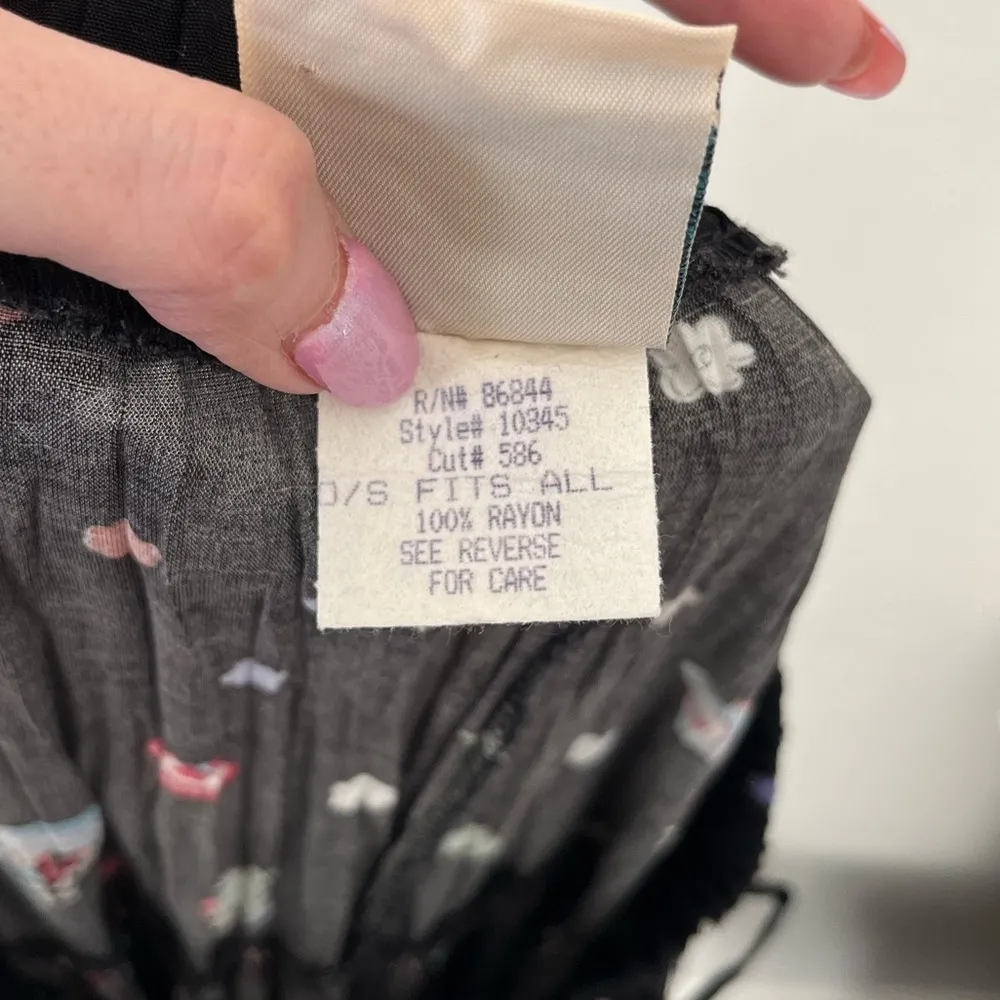 R/N# 86844
Style# 10345
Cut# 586
O/S FITS ALL
100% RAYON
SEE REVERSE
FOR CARE